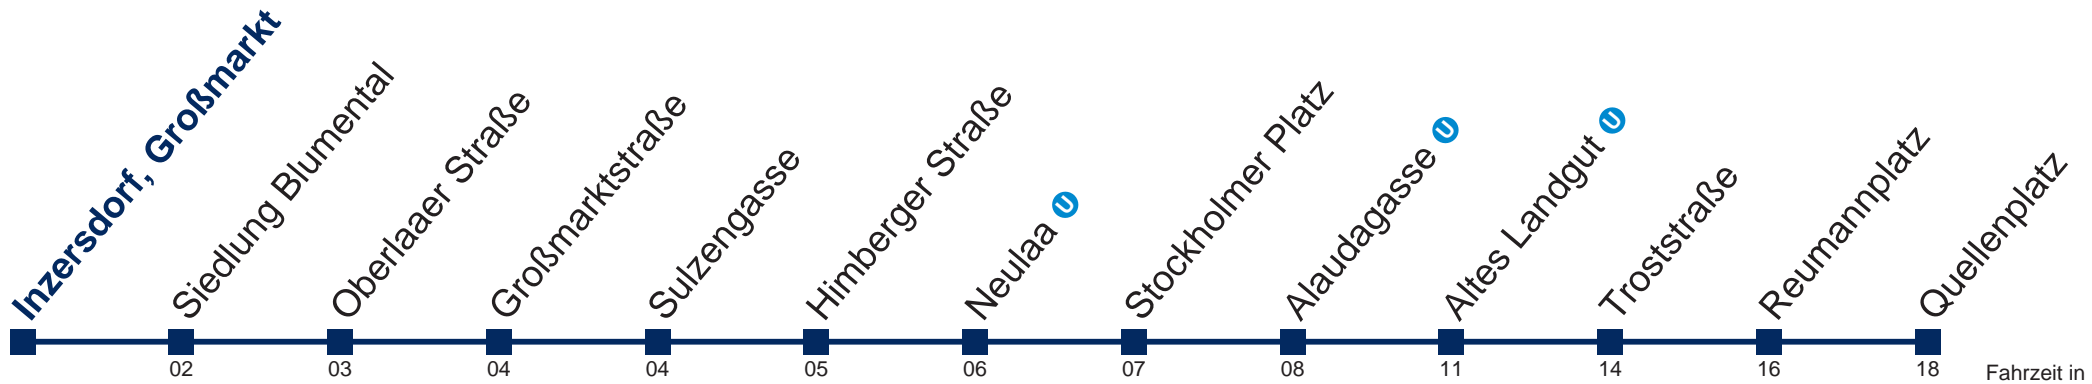 Inzersdorf, Großmarkt
Siedlung Blumental
Oberlaaer Straße
Großmarktstraße
Sulzengasse
Himberger Straße
Neulaa U
Stockholmer Platz
Alaudagasse U
Altes Landgut U
Troststraße
Reumannplatz
Quellenplatz
02 03 04 04 05 06 07 08 11 14 16 18 Fahrzeit in